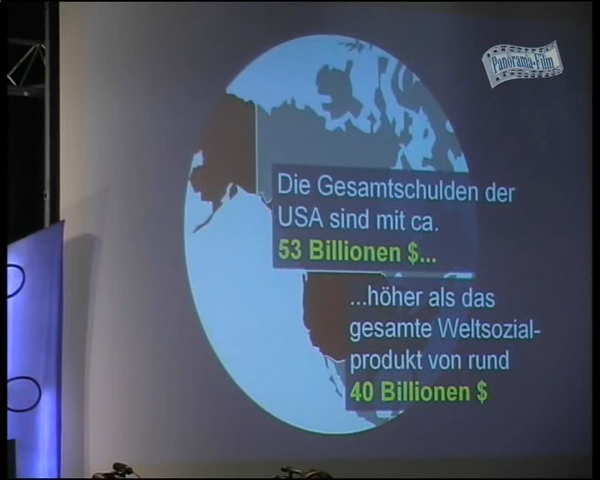 Panorama-Film
Die Gesamtschulden der
USA sind mit ca.
53 Billionen $...
...höher als das
gesamte Weltsozial-
produkt von rund
40 Billionen $